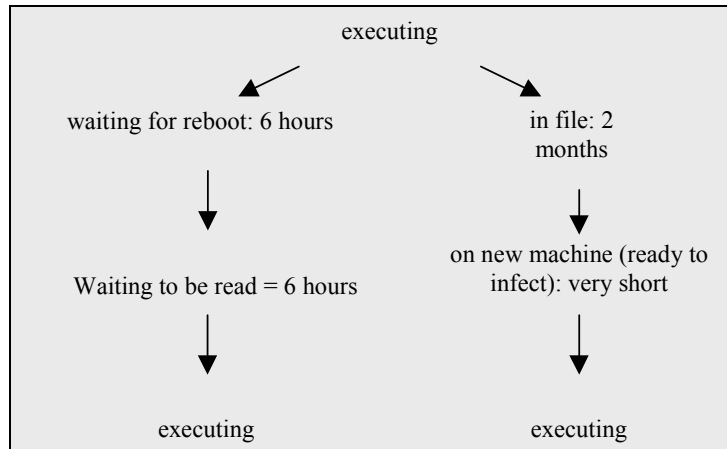 executing
waiting for reboot: 6 hours
in file: 2
months
Waiting to be read = 6 hours
on new machine (ready to
infect): very short
executing
executing